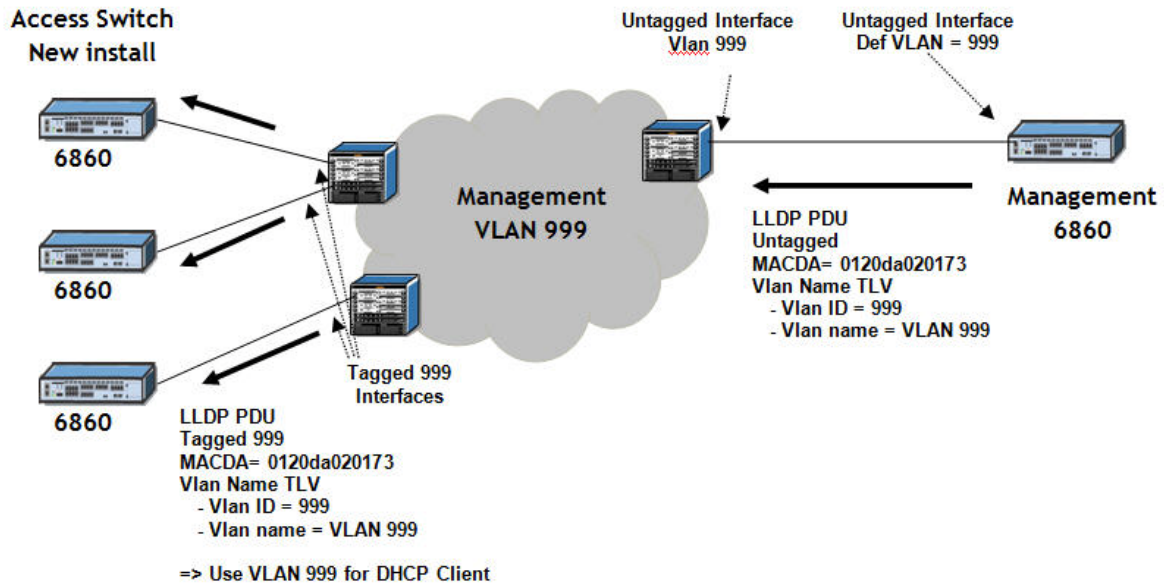 Access Switch
New install
6860
6860
6860
Untagged Interface
Vlan 999
Untagged Interface
Def VLAN = 999
Management
VLAN 999
Management
6860
LLDP PDU
Untagged
MACDA= 0120da020173
Vlan Name TLV
- Vlan ID = 999
- Vlan name = VLAN 999
Tagged 999
Interfaces
LLDP PDU
Tagged 999
MACDA= 0120da020173
Vlan Name TLV
- Vlan ID = 999
- Vlan name = VLAN 999
=> Use VLAN 999 for DHCP Client